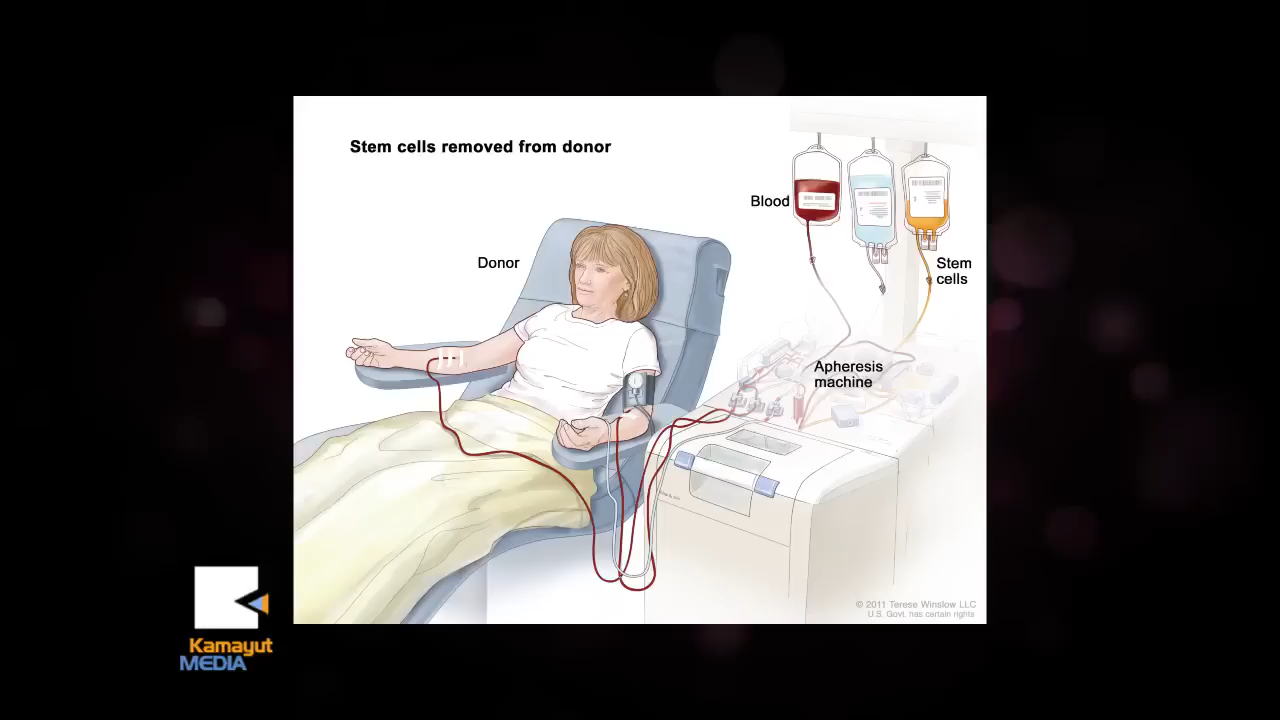 Stem cells removed from donor
Blood
Donor
Stem
cells
Apheresis
machine
© 2011 Terese Winslow LLC
U.S. Govt. has certain rights
Kamayut
MEDIA